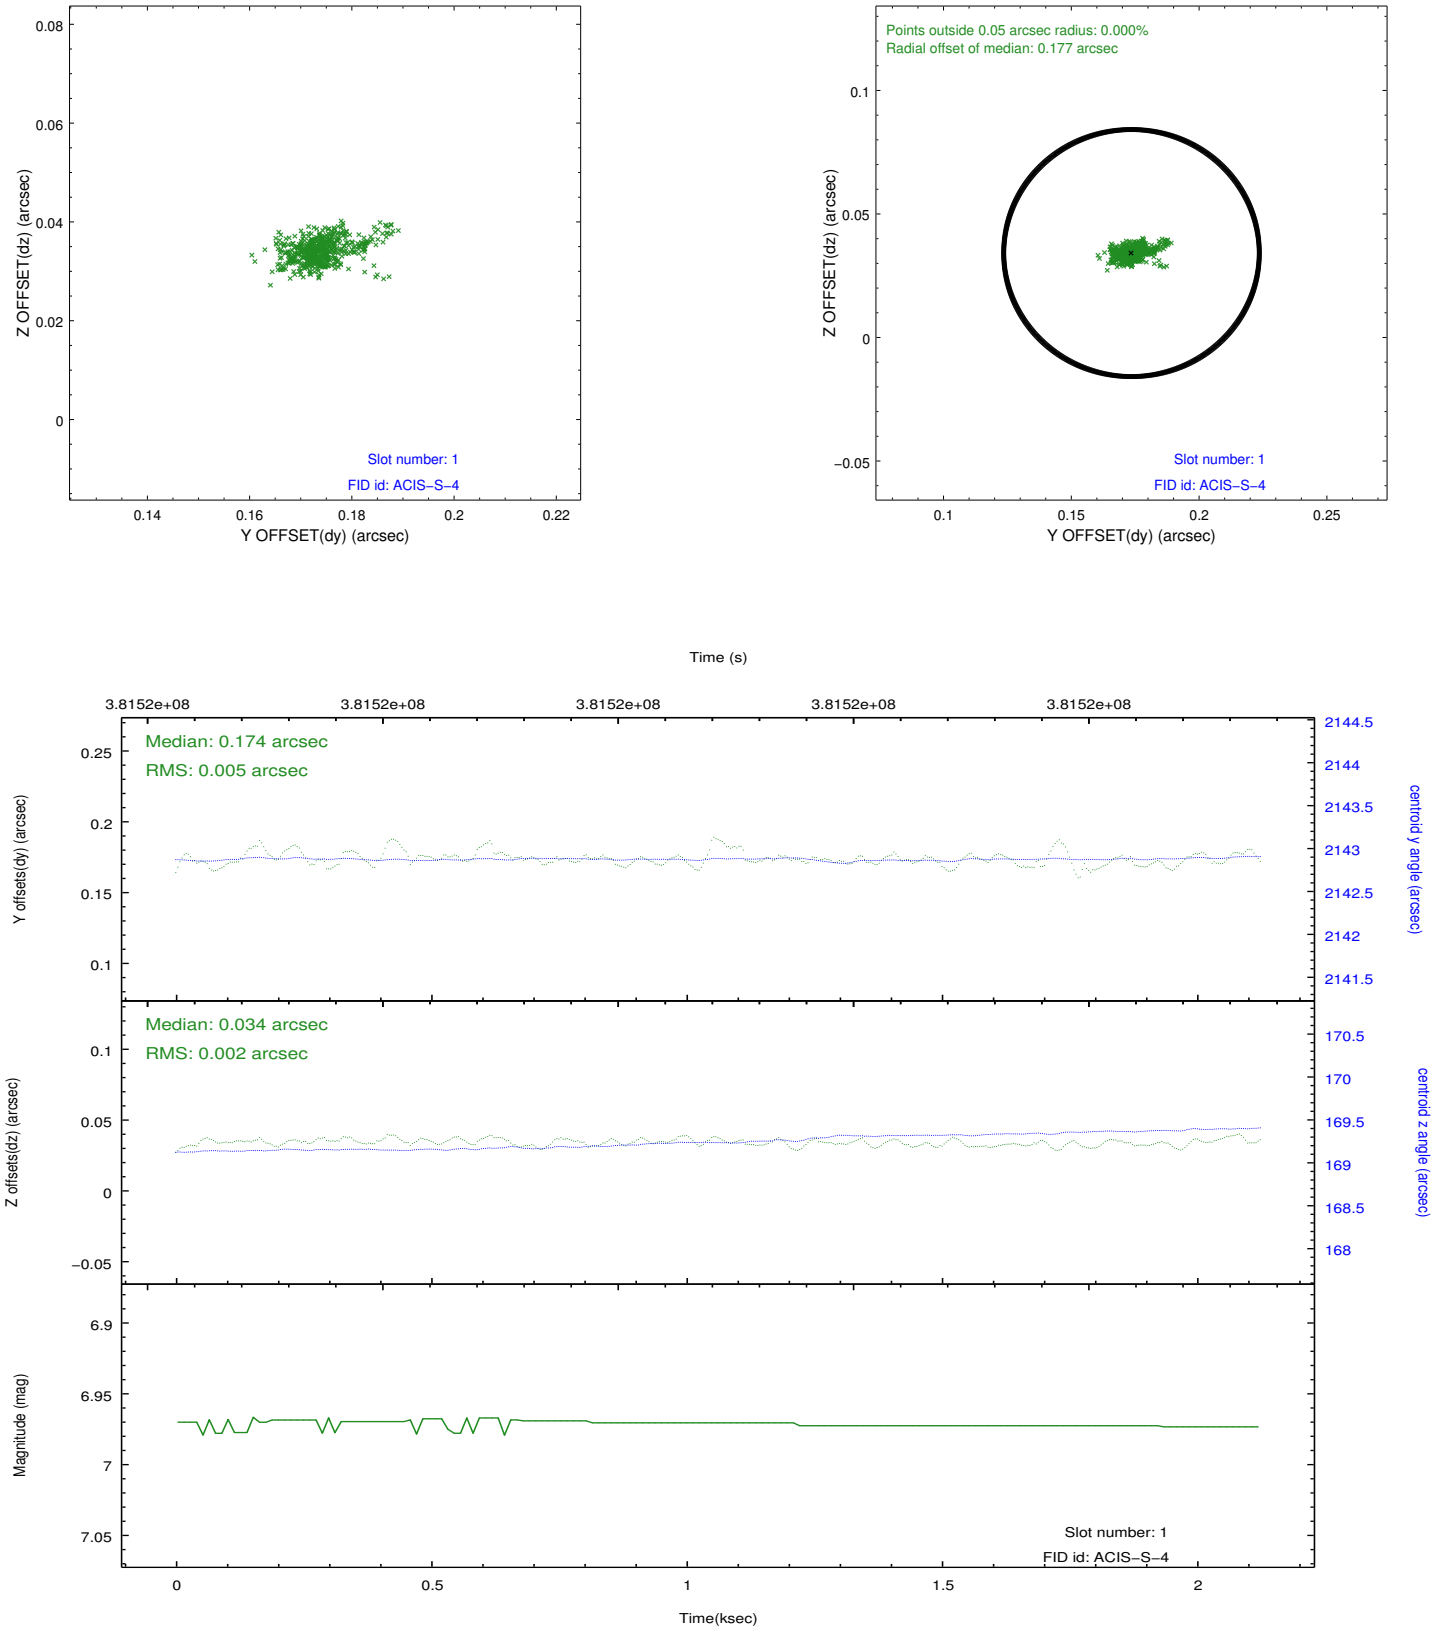 0.08
0.06
0.04
0.02
0
Z OFFSET(dz) (arcsec)
Slot number: 1
FID id: ACIS−S−4
0.14
0.16
0.18
0.2
0.22
Y OFFSET(dy) (arcsec)
Points outside 0.05 arcsec radius: 0.000%
Radial offset of median: 0.177 arcsec
0.1
0.05
0
−0.05
Z OFFSET(dz) (arcsec)
Slot number: 1
FID id: ACIS−S−4
0.1
0.15
0.2
0.25
Y OFFSET(dy) (arcsec)
Time (s)
3.8152e+08
3.8152e+08
3.8152e+08
3.8152e+08
3.8152e+08
Median: 0.174 arcsec
RMS: 0.005 arcsec
0.25
0.2
0.15
0.1
Y offsets(dy) (arcsec)
2144.5
2144
2143.5
2143
2142.5
2142
2141.5
centroid y angle (arcsec)
Median: 0.034 arcsec
RMS: 0.002 arcsec
0.1
0.05
0
−0.05
Z offsets(dz) (arcsec)
170.5
170
169.5
169
168.5
168
centroid z angle (arcsec)
6.9
6.95
7
7.05
Magnitude (mag)
Slot number: 1
FID id: ACIS−S−4
0
0.5
1
1.5
2
Time(ksec)